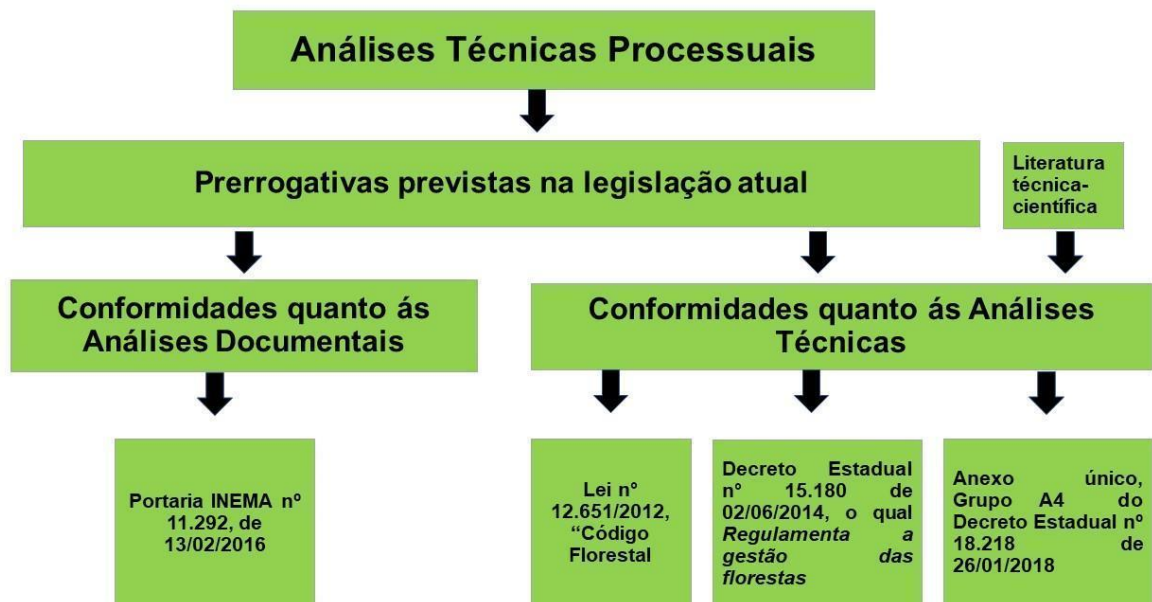 Análises Técnicas Processuais
Prerrogativas previstas na legislação atual
Literatura
técnica-
científica
Conformidades quanto ás
Análises Documentais
Conformidades quanto ás Análises
Técnicas
Portaria INEMA nº
11.292, de
13/02/2016
Lei nº
12.651/2012,
“Código
Florestal
Decreto Estadual
nº 15.180 de
02/06/2014, o qual
Regulamenta a
gestão das
florestas
Anexo único,
Grupo A4 do
Decreto Estadual nº
18.218 de
26/01/2018